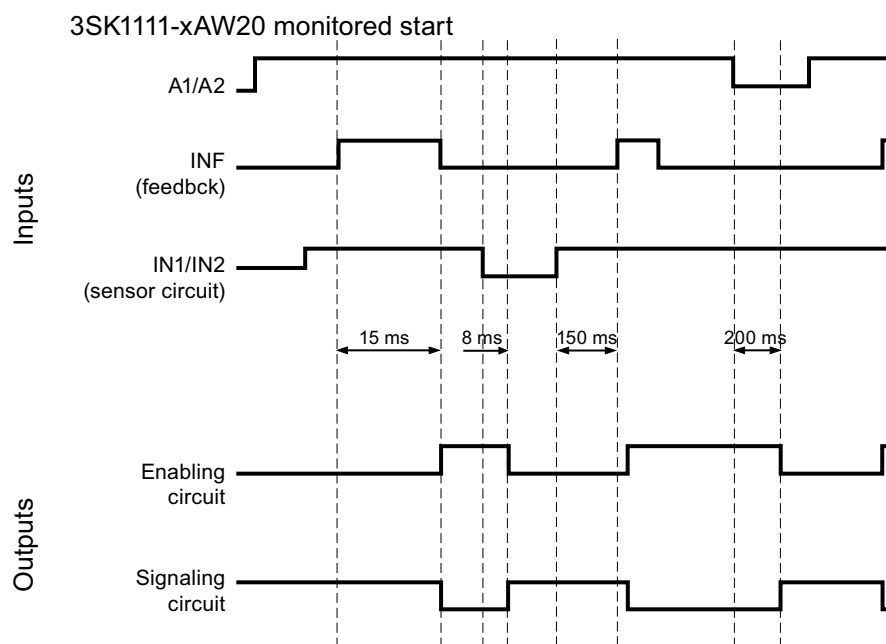 3SK1111-xAW20 monitored start
A1/A2
INF
(feedbck)
Inputs
IN1/IN2
(sensor circuit)
15 ms
8 ms
150 ms
200 ms
Enabling
circuit
Outputs
Signaling
circuit